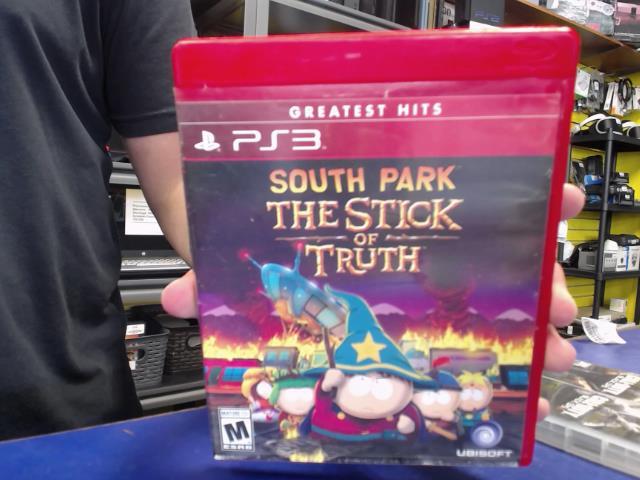 GREATEST HITS
PS3
SOUTH PARK
THE STICK
OF
TRUTH
M
ESRB
UBISOFT